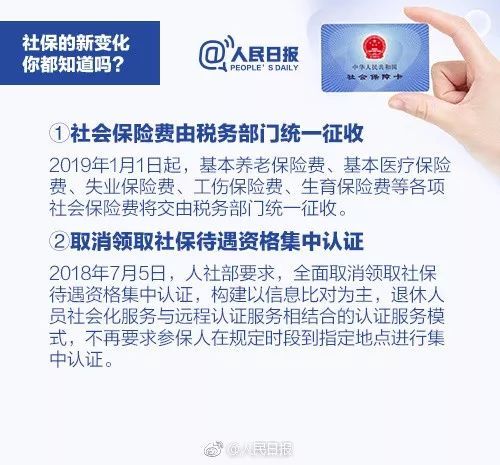 社保的新变化
你都知道吗？
@人民日报
PEOPLE'S DAILY
中华人民共和国
社会保障卡
①社会保险费由税务部门统一征收
2019年1月1日起，基本养老保险费、基本医疗保险
费、失业保险费、工伤保险费、生育保险费等各项
社会保险费将交由税务部门统一征收。
②取消领取社保待遇资格集中认证
2018年7月5日，人社部要求，全面取消领取社保
待遇资格集中认证，构建以信息比对为主，退休人
员社会化服务与远程认证服务相结合的认证服务模
式，不再要求参保人在规定时段到指定地点进行集
中认证。
@人民日报